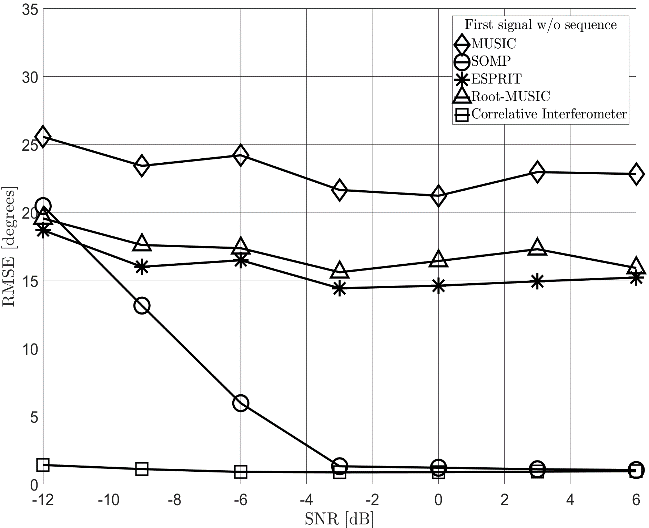 35
30
25
20
15
10
5
0
RMSE [degrees]
First signal w/o sequence
MUSIC
SOMP
ESPRIT
Root-MUSIC
Correlative Interferometer
-12 -10 -8 -6 -4 -2 0 2 4 6
SNR [dB]